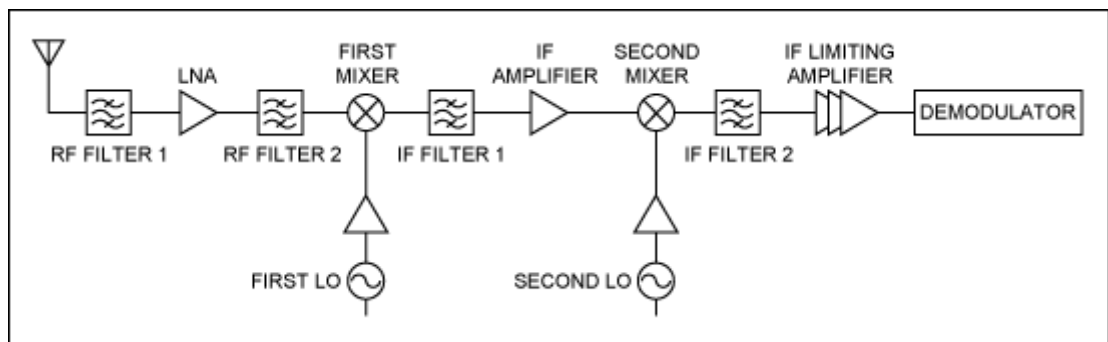 LNA
FIRST
MIXER
IF
AMPLIFIER
SECOND
MIXER
IF LIMITING
AMPLIFIER
DEMODULATOR
RF FILTER 1
RF FILTER 2
IF FILTER 1
IF FILTER 2
FIRST LO
SECOND LO